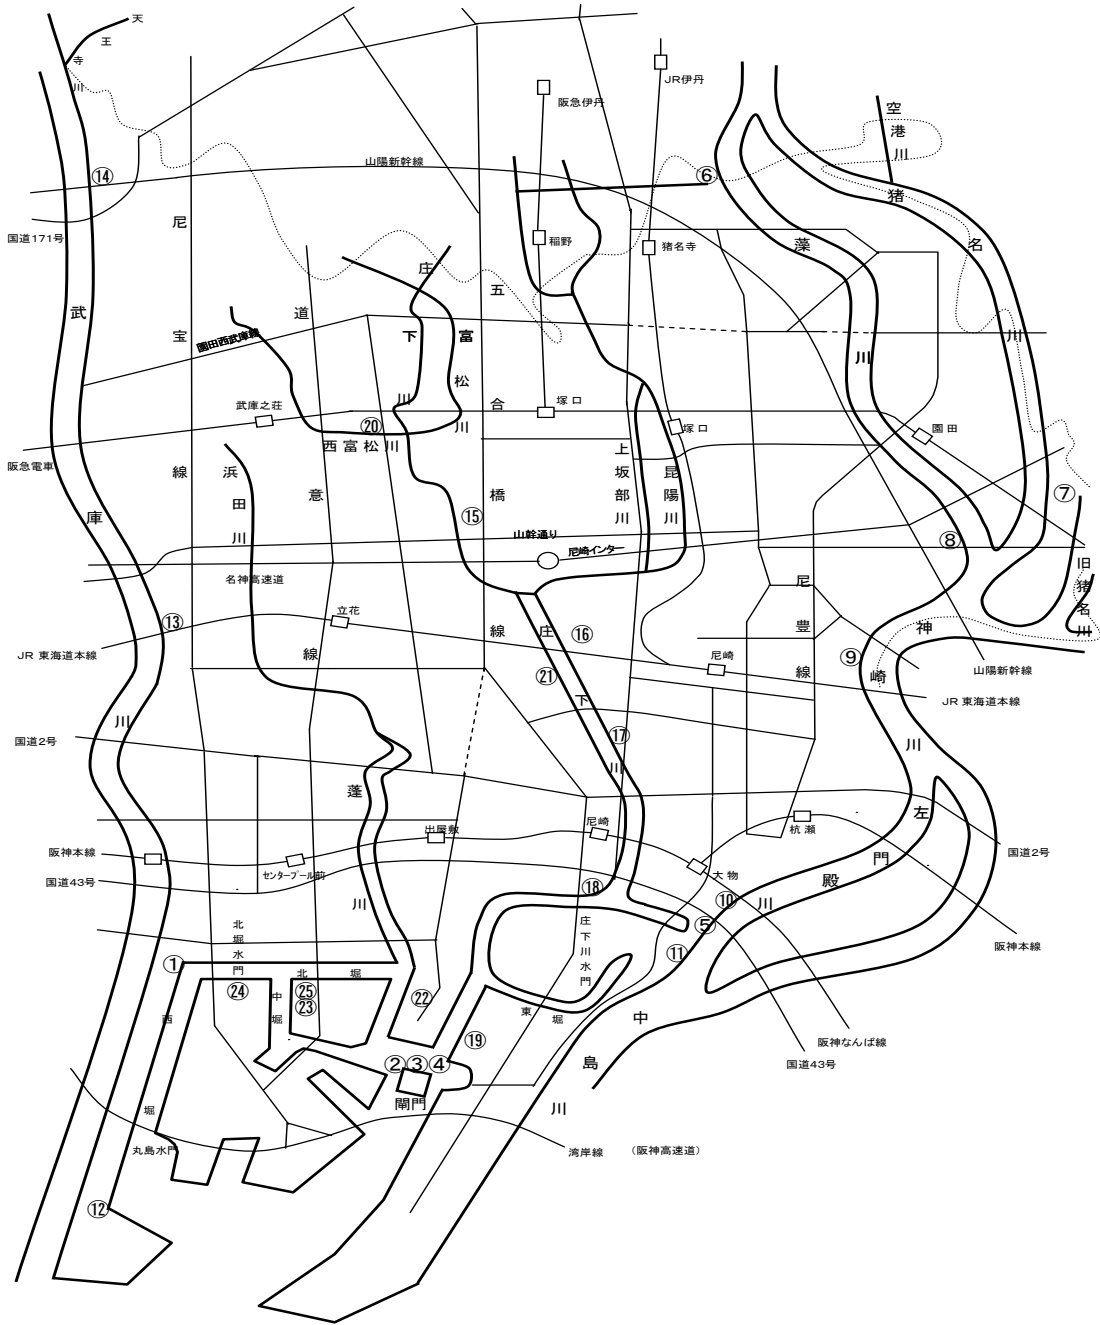 天王寺川
JR伊丹
阪急伊丹
空港川
山陽新幹線
⑥
⑭
猪名川
国道171号
尼宝線
稲野
猪名寺
藻川
庄下川
五合橋線
道意線
武庫川
富松川
園田西武庫線
武庫之荘
塚口
塚口
園田
⑳
西富松川
阪急電車
浜田川
上坂部川
昆陽川
⑦
⑮
山幹通り
尼崎インター
⑧
旧猪名川
名神高速道
尼豊線
立花
⑬
⑯
庄下川
神崎川
JR 東海道本線
尼崎
⑨
山陽新幹線
㉑
JR 東海道本線
国道2号
⑰
蓬川
左門殿川
出屋敷
尼崎
杭瀬
阪神本線
国道2号
センタープール前
大物
国道43号
⑱
⑩
北堀水門
庄下川水門
⑤
阪神本線
①
⑪
北堀
㉔
中堀
㉕
㉓
㉒
西堀
東堀
中島川
⑲
阪神なんば線
②③④
国道43号
閘門
丸島水門
湾岸線
（阪神高速道）
⑫